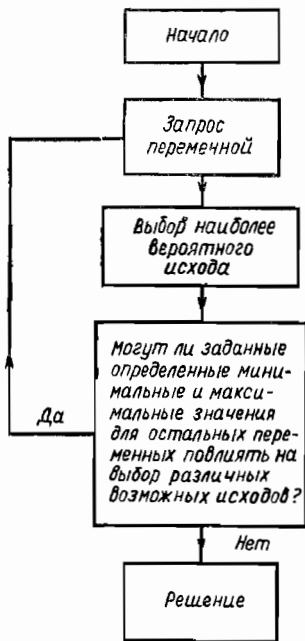 Начало
Запрос
перемечной
Выбор наиболее
вероятного
исхода
Могут ли заданные
определенные мини-
мальные и макси-
мальные значения
для остальных пере-
менных повлиять на
выбор различных
возможных исходов?
Да
Нет
Решение